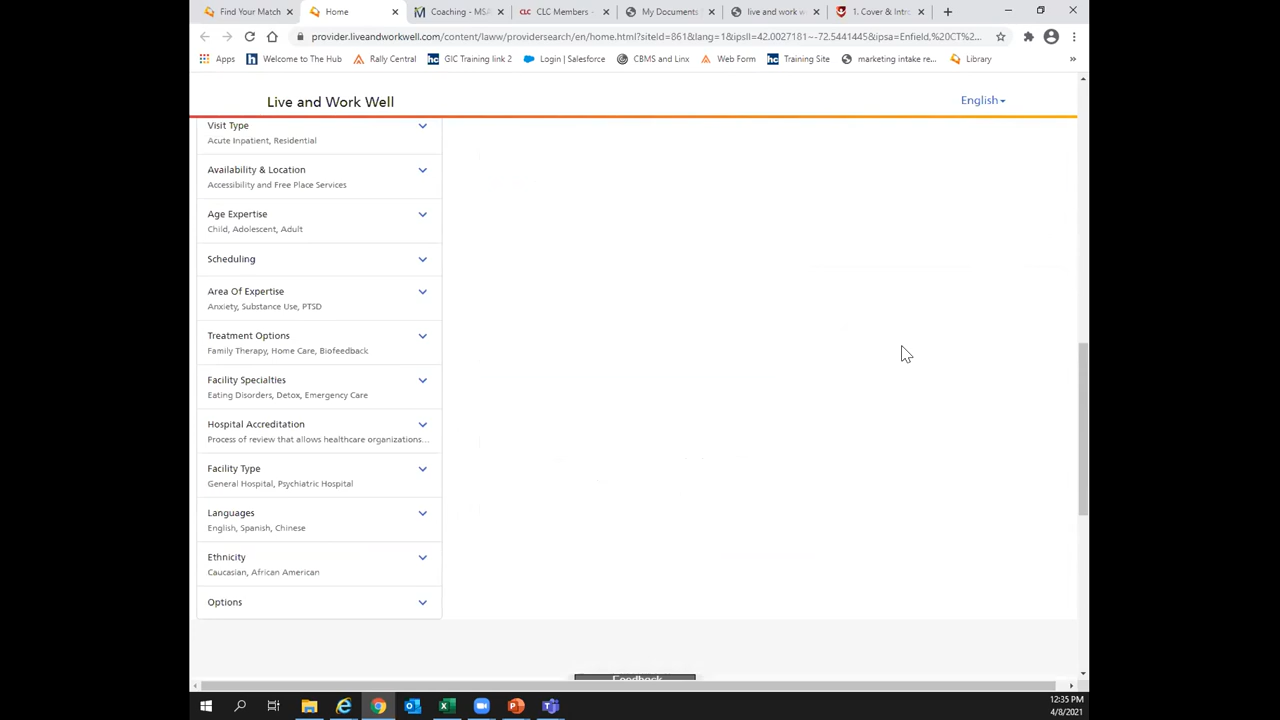 Find Your Match
Home
Coaching - MSA
CLC Members -
My Documents
live and work w
1. Cover & Intro
provider.liveandworkwell.com/content/laww/providersearch/en/home.html?siteId=861&lang=1&ipsll=42.0027181~-72.5441445&ipsa=Enfield,%20CT%2...
Apps
Welcome to The Hub
Rally Central
GIC Training link 2
Login | Salesforce
CBMS and Linx
Web Form
Training Site
marketing intake re...
Library
»
Live and Work Well
English
Visit Type
Acute Inpatient, Residential
Availability & Location
Accessibility and Free Place Services
Age Expertise
Child, Adolescent, Adult
Scheduling
Area Of Expertise
Anxiety, Substance Use, PTSD
Treatment Options
Family Therapy, Home Care, Biofeedback
Facility Specialties
Eating Disorders, Detox, Emergency Care
Hospital Accreditation
Process of review that allows healthcare organizations...
Facility Type
General Hospital, Psychiatric Hospital
Languages
English, Spanish, Chinese
Ethnicity
Caucasian, African American
Options
Feedback
12:35 PM
4/8/2021